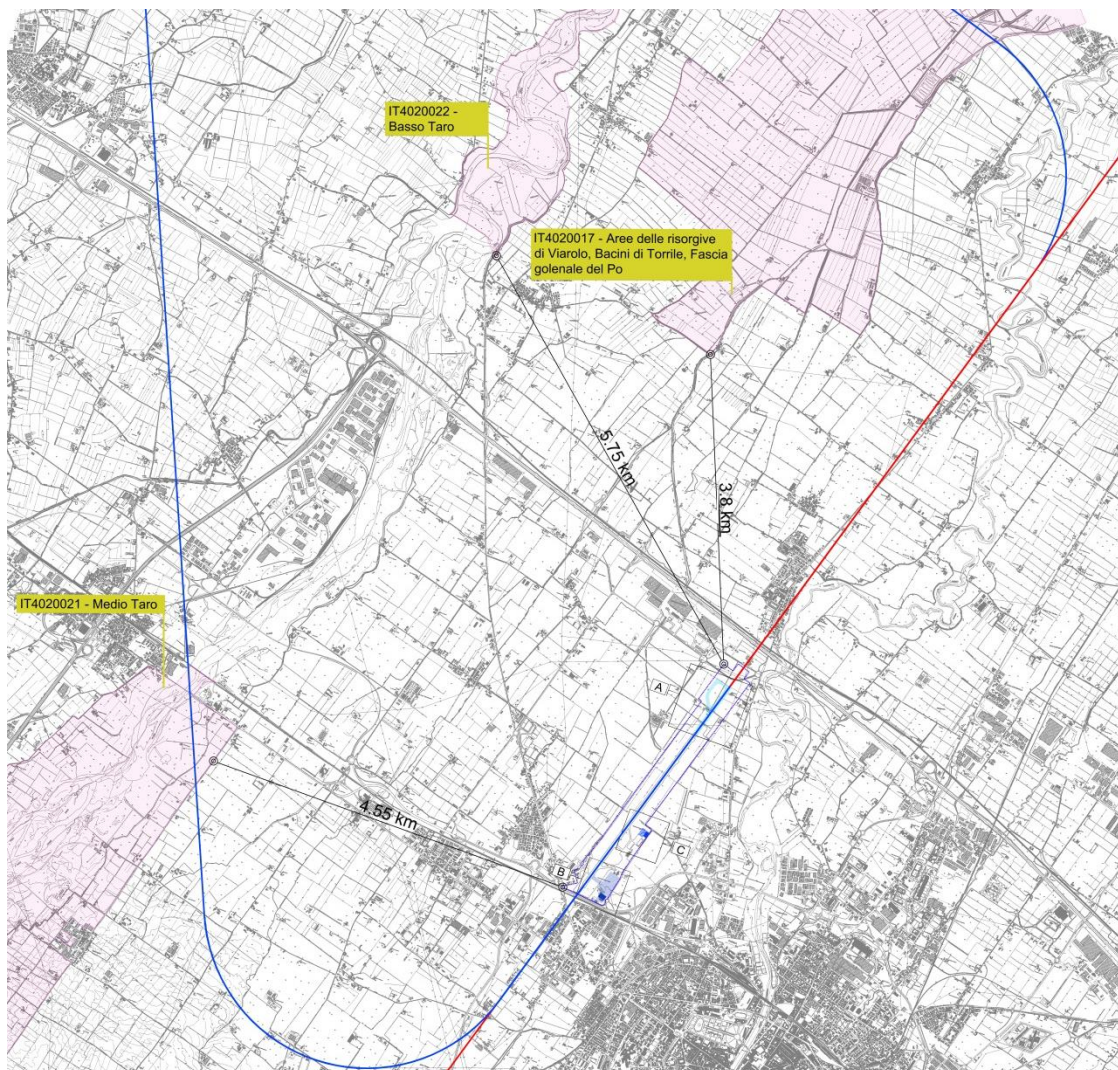 IT4020022 -
Basso Taro
IT4020017 - Aree delle risorgive
di Viarolo, Bacini di Torrile, Fascia
golenale del Po
5.75 km
3.8 km
IT4020021 - Medio Taro
A
4.55 km
C
B